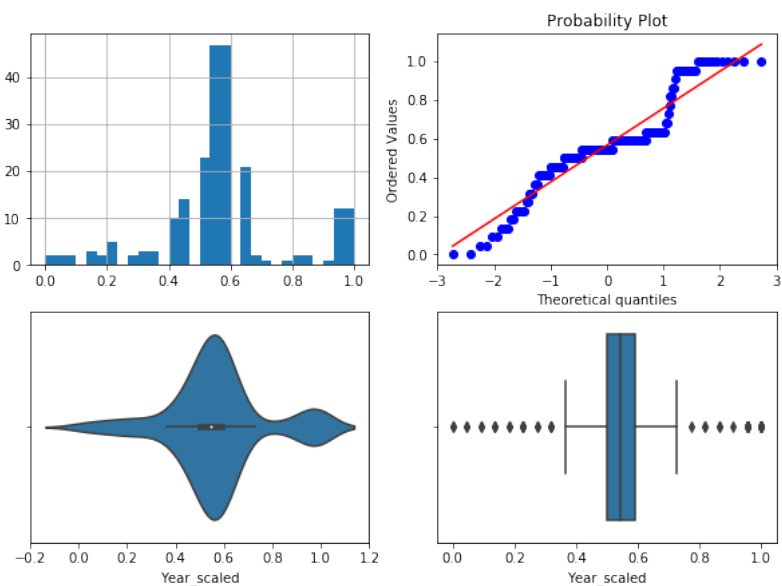 Probability Plot
40
30
20
10
0
0.0 0.2 0.4 0.6 0.8 1.0
Ordered Values
1.0
0.8
0.6
0.4
0.2
0.0
−3 −2 −1 0 1 2 3
Theoretical quantiles
−0.2 0.0 0.2 0.4 0.6 0.8 1.0 1.2
Year_scaled
0.0 0.2 0.4 0.6 0.8 1.0
Year_scaled